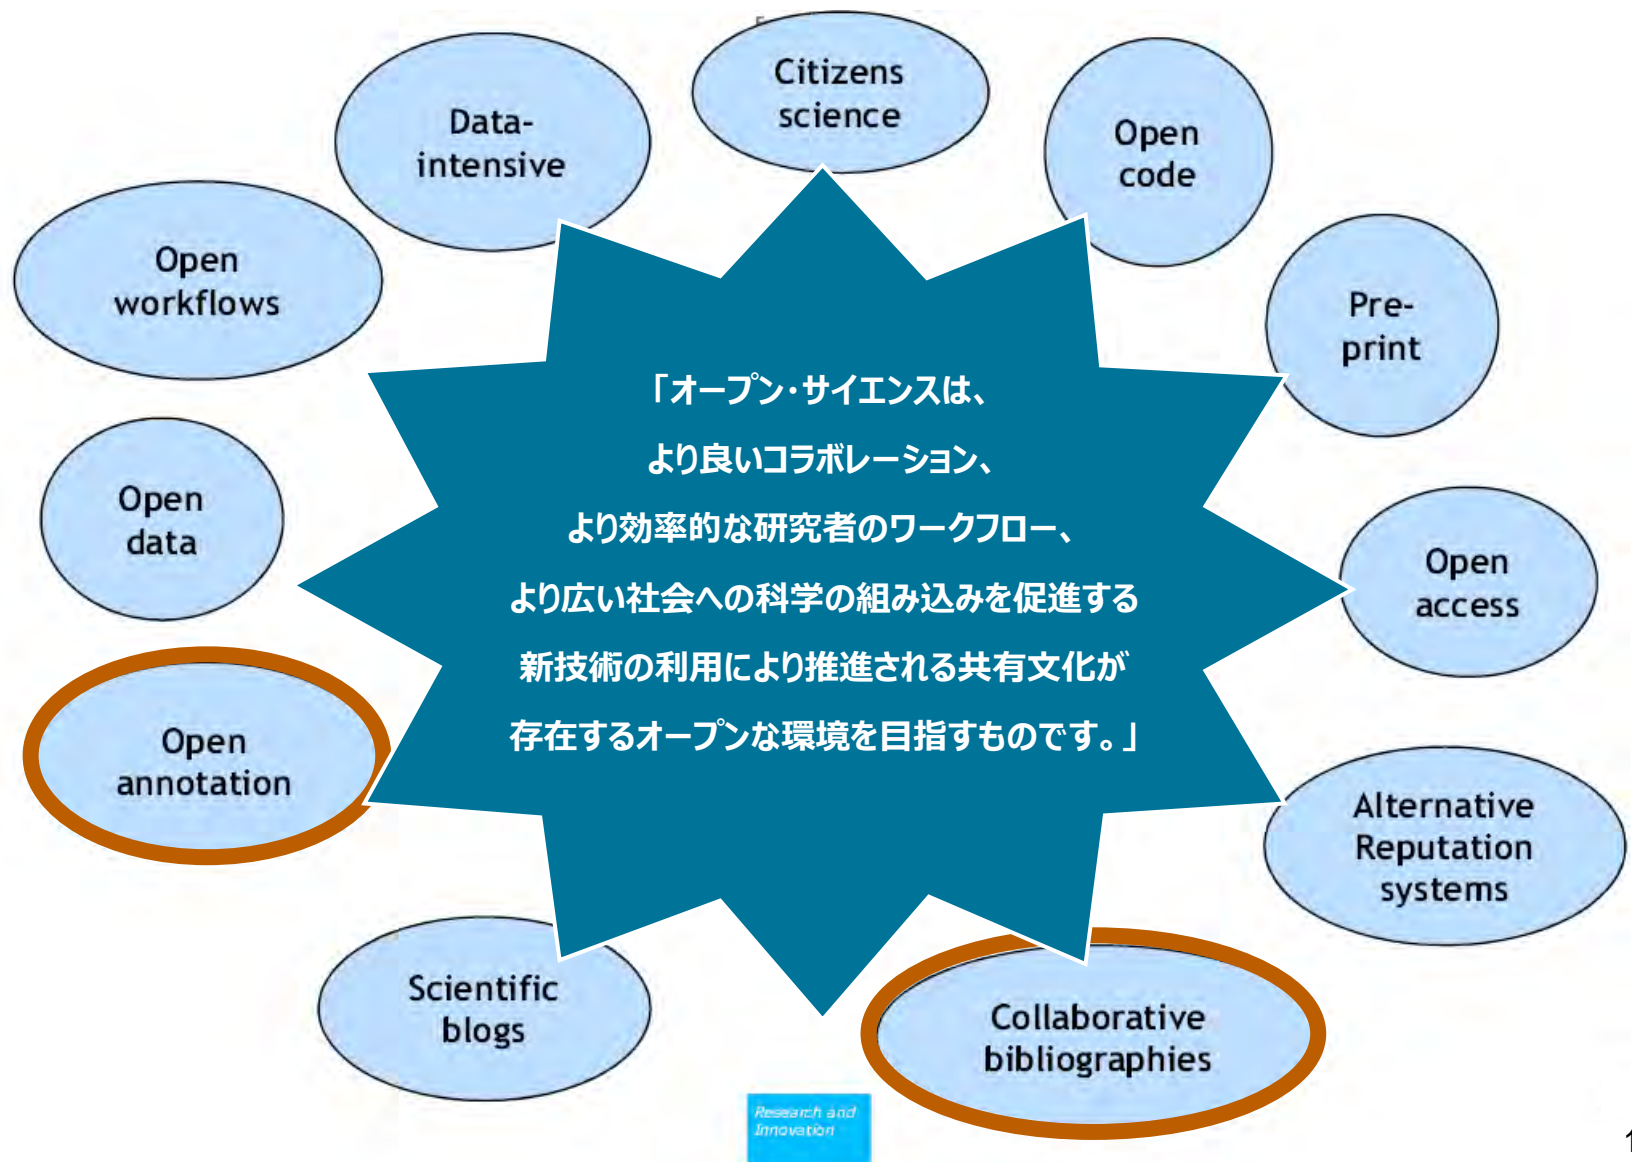 Citizens
science
Data-
intensive
Open
code
Open
workflows
Pre-
print
「オープン・サイエンスは、
より良いコラボレーション、
より効率的な研究者のワークフロー、
より広い社会への科学の組み込みを促進する
新技術の利用により推進される共有文化が
存在するオープンな環境を目指すものです。」
Open
data
Open
access
Open
annotation
Alternative
Reputation
systems
Scientific
blogs
Collaborative
bibliographies
Research and
Innovation